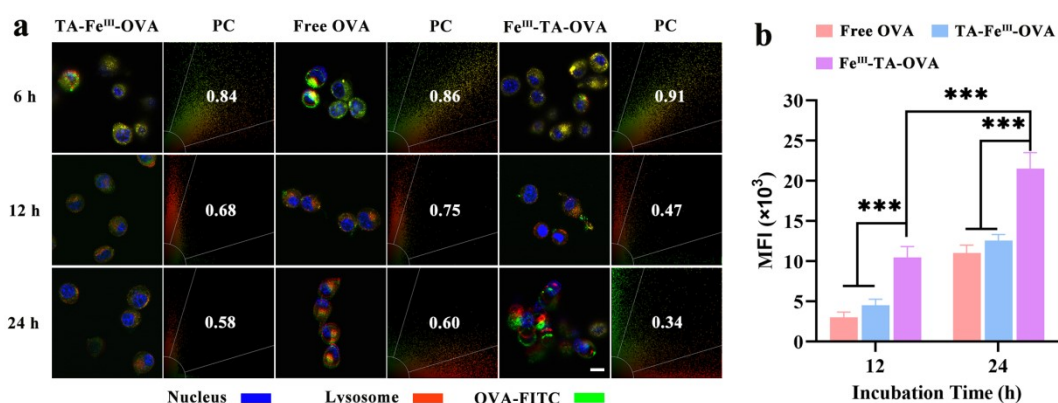 a TA-Feᴵᴵᴵ-OVA PC Free OVA PC Feᴵᴵᴵ-TA-OVA PC
6 h 0.84 0.86 0.91
12 h 0.68 0.75 0.47
24 h 0.58 0.60 0.34
Nucleus Lysosome OVA-FITC
b Free OVA TA-Feᴵᴵᴵ-OVA
Feᴵᴵᴵ-TA-OVA
30
25
20
15
10
5
0
MFI (×10³)
***
***
***
12 24
Incubation Time (h)